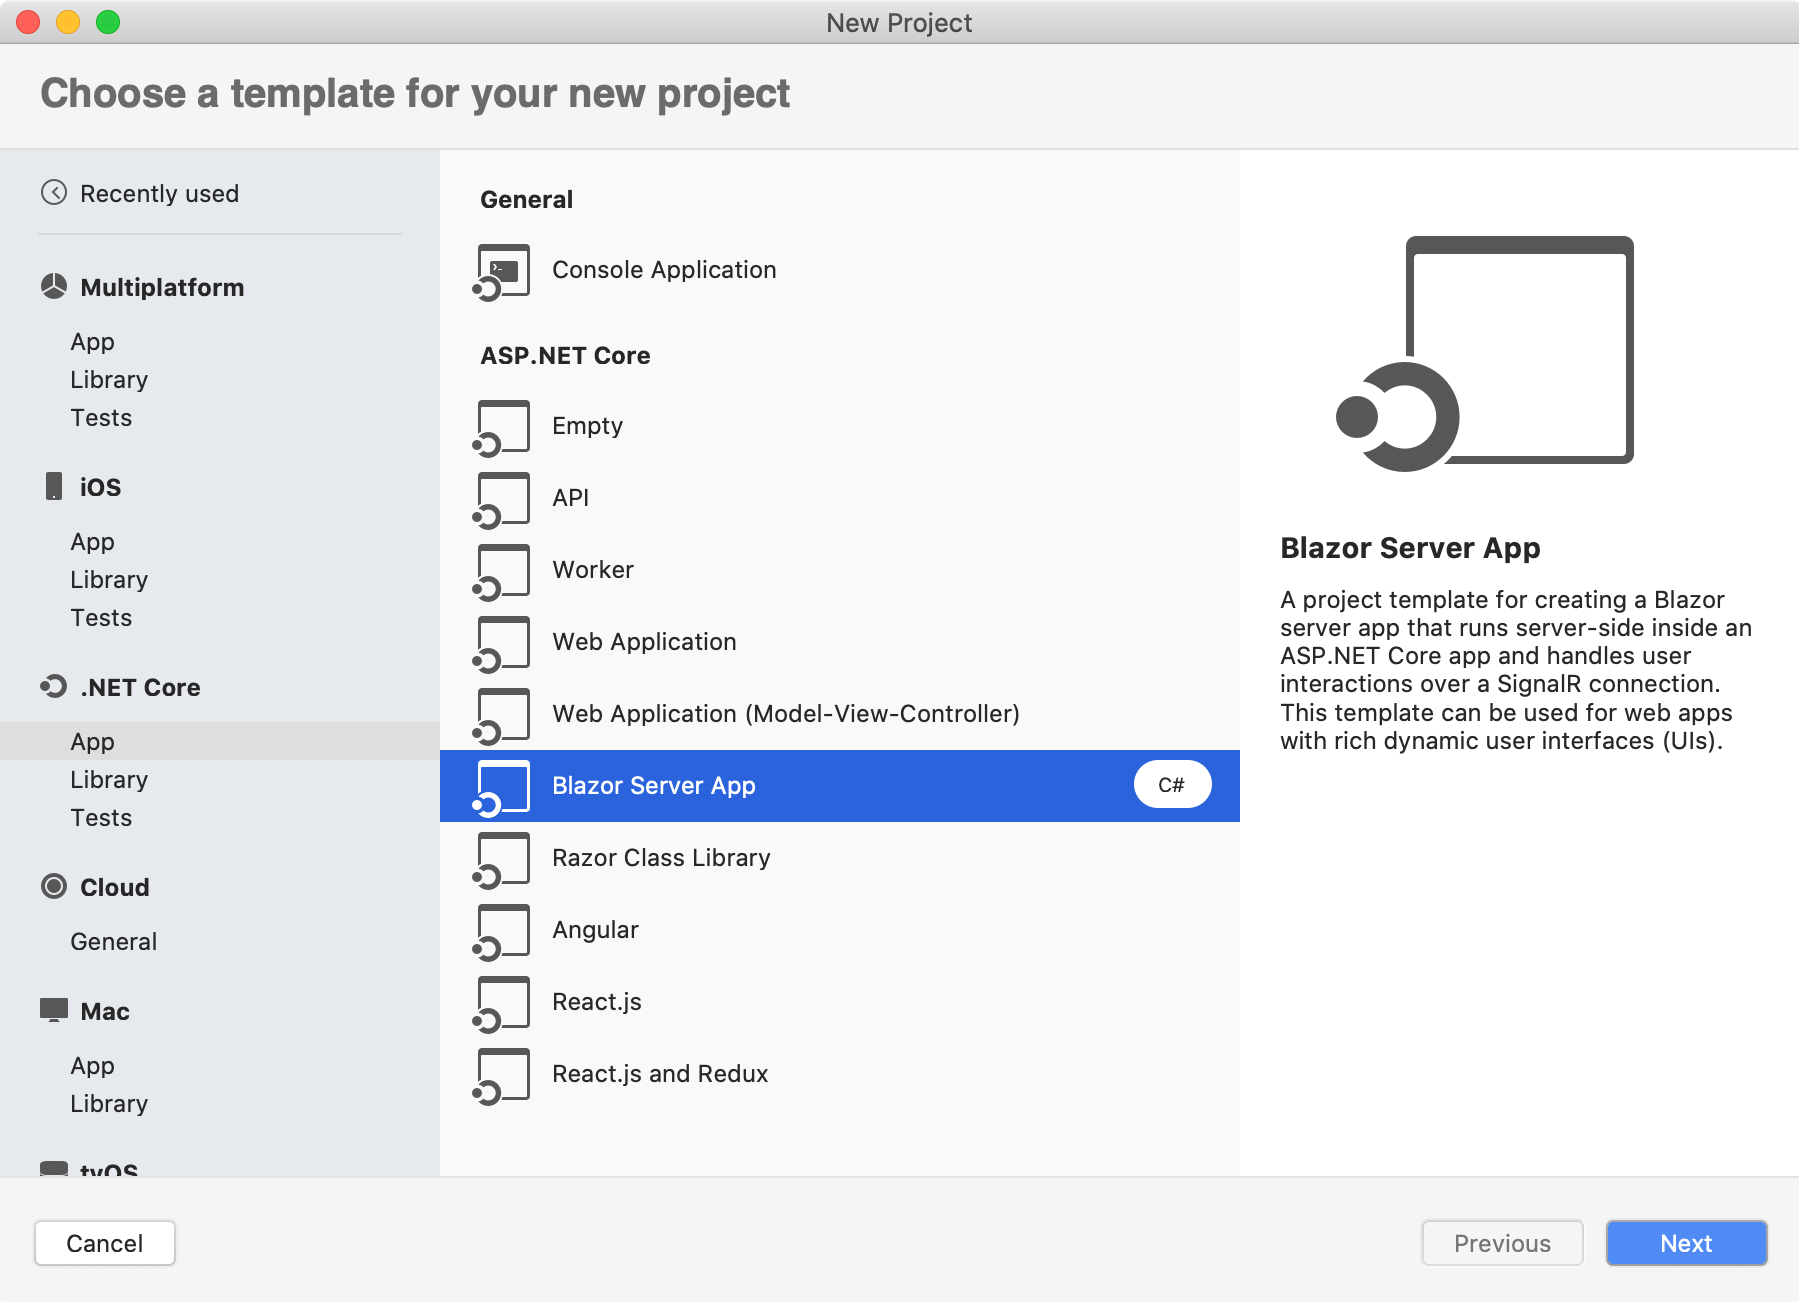 New Project
Choose a template for your new project
Recently used
Multiplatform
App
Library
Tests
iOS
App
Library
Tests
.NET Core
App
Library
Tests
Cloud
General
Mac
App
Library
tvOS
General
Console Application
ASP.NET Core
Empty
API
Worker
Web Application
Web Application (Model-View-Controller)
Blazor Server App
C#
Razor Class Library
Angular
React.js
React.js and Redux
Blazor Server App
A project template for creating a Blazor
server app that runs server-side inside an
ASP.NET Core app and handles user
interactions over a SignalR connection.
This template can be used for web apps
with rich dynamic user interfaces (UIs).
Cancel
Previous
Next